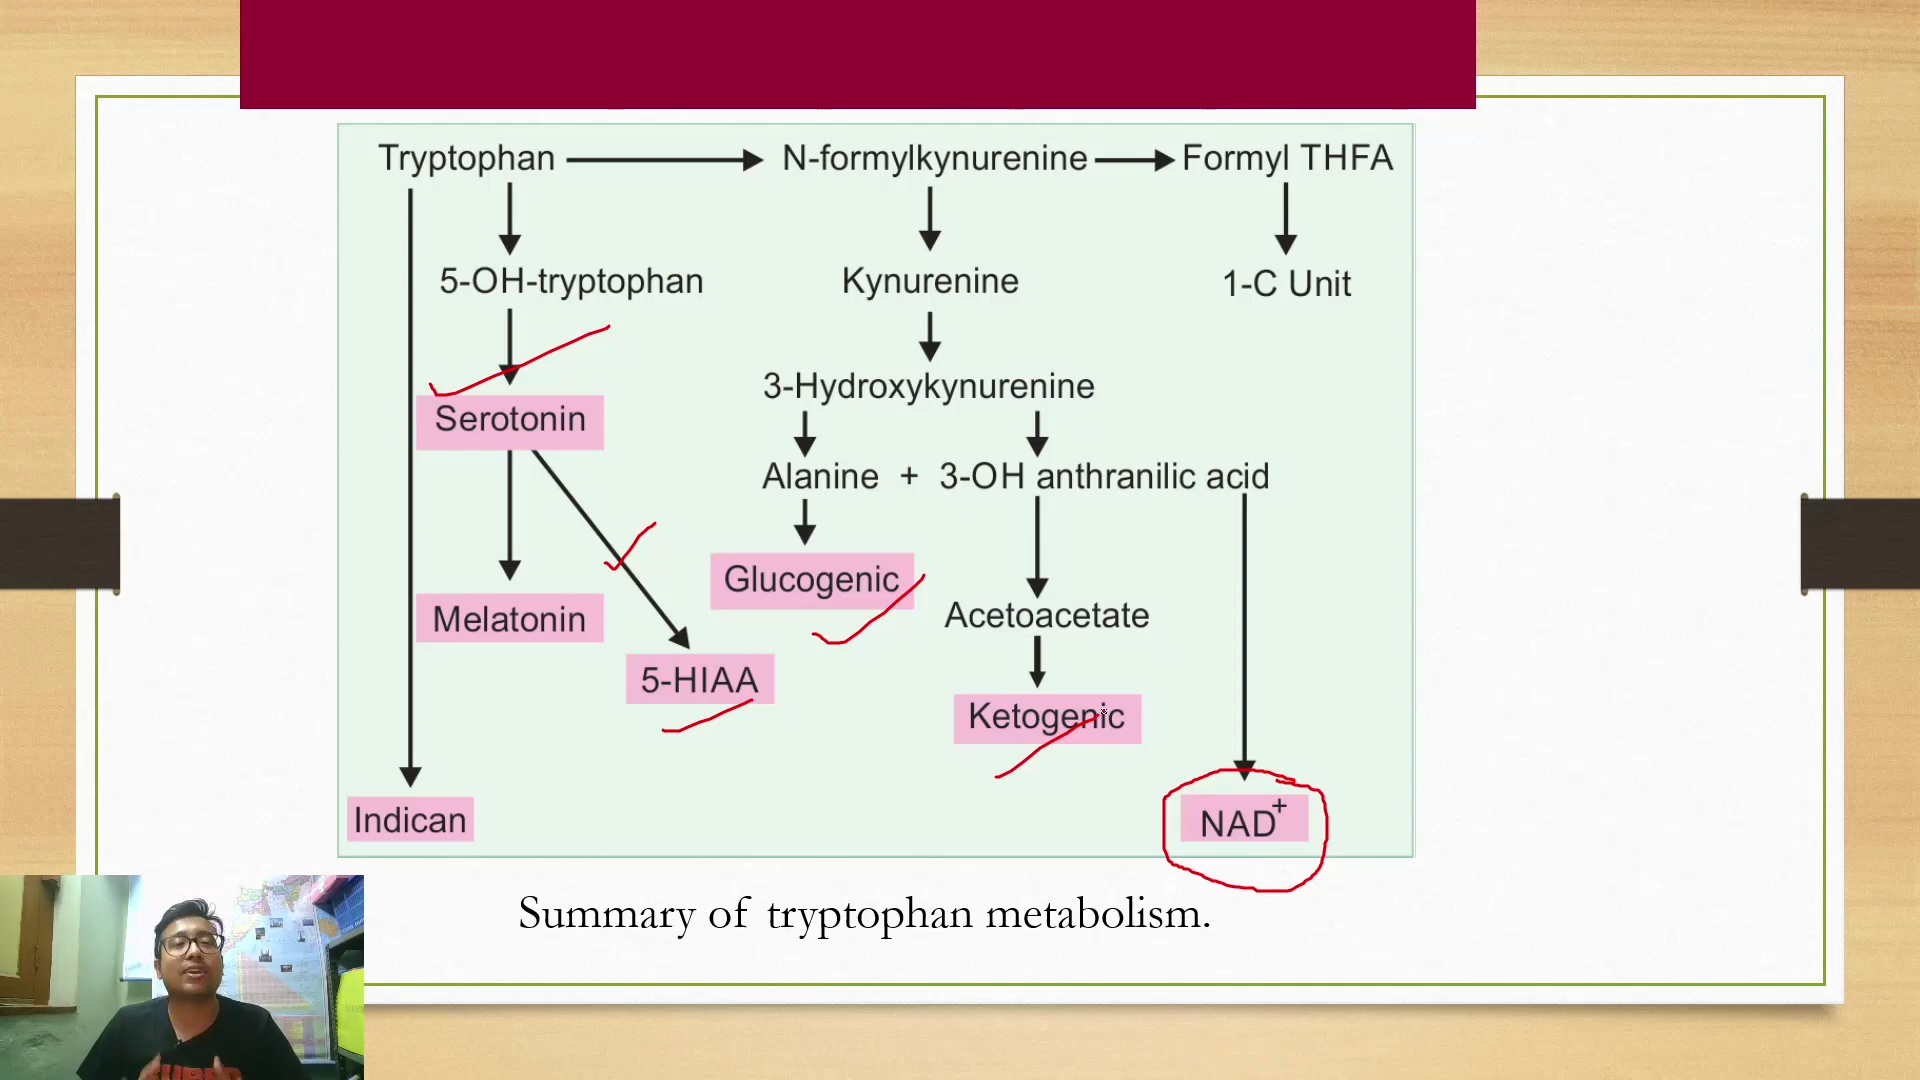 Tryptophan N-formylkynurenine Formyl THFA
5-OH-tryptophan Kynurenine 1-C Unit
3-Hydroxykynurenine
Serotonin
Alanine + 3-OH anthranilic acid
Glucogenic
Melatonin Acetoacetate
5-HIAA
Ketogenic
Indican NAD+
Summary of tryptophan metabolism.